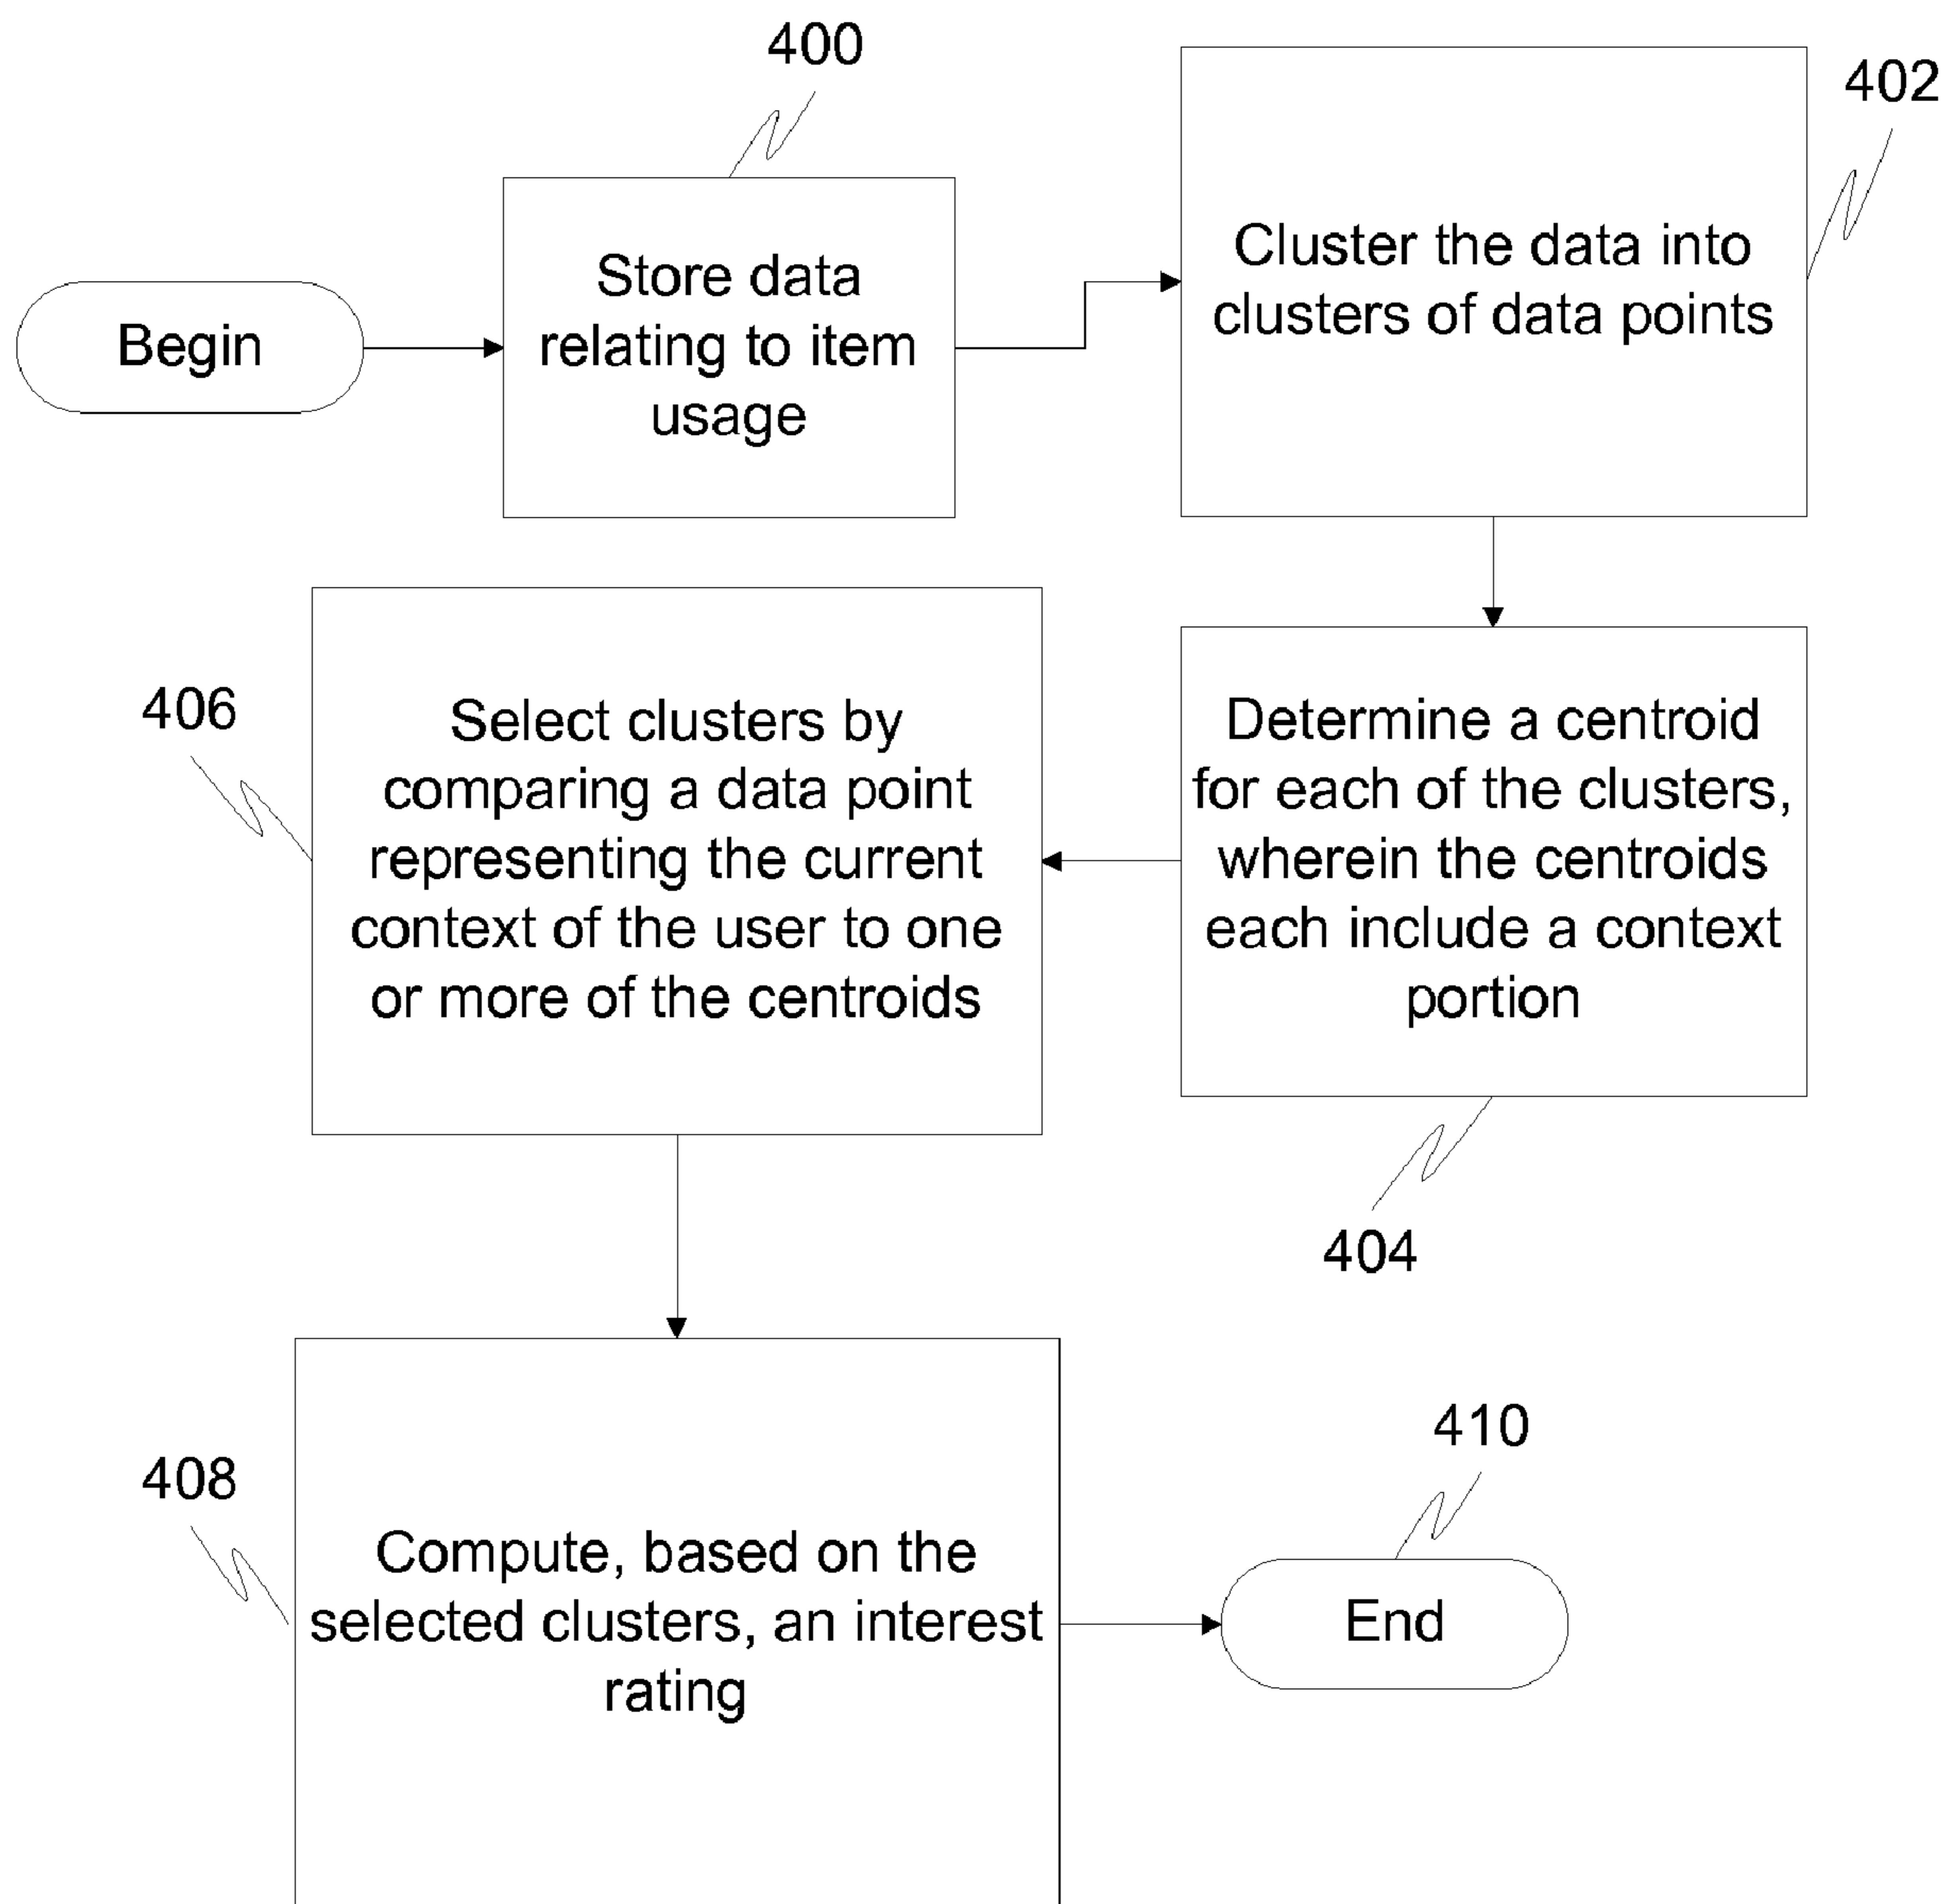 400
402
Begin
Store data
relating to item
usage
Cluster the data into
clusters of data points
406
Select clusters by
comparing a data point
representing the current
context of the user to one
or more of the centroids
Determine a centroid
for each of the clusters,
wherein the centroids
each include a context
portion
404
408
Compute, based on the
selected clusters, an interest
rating
410
End